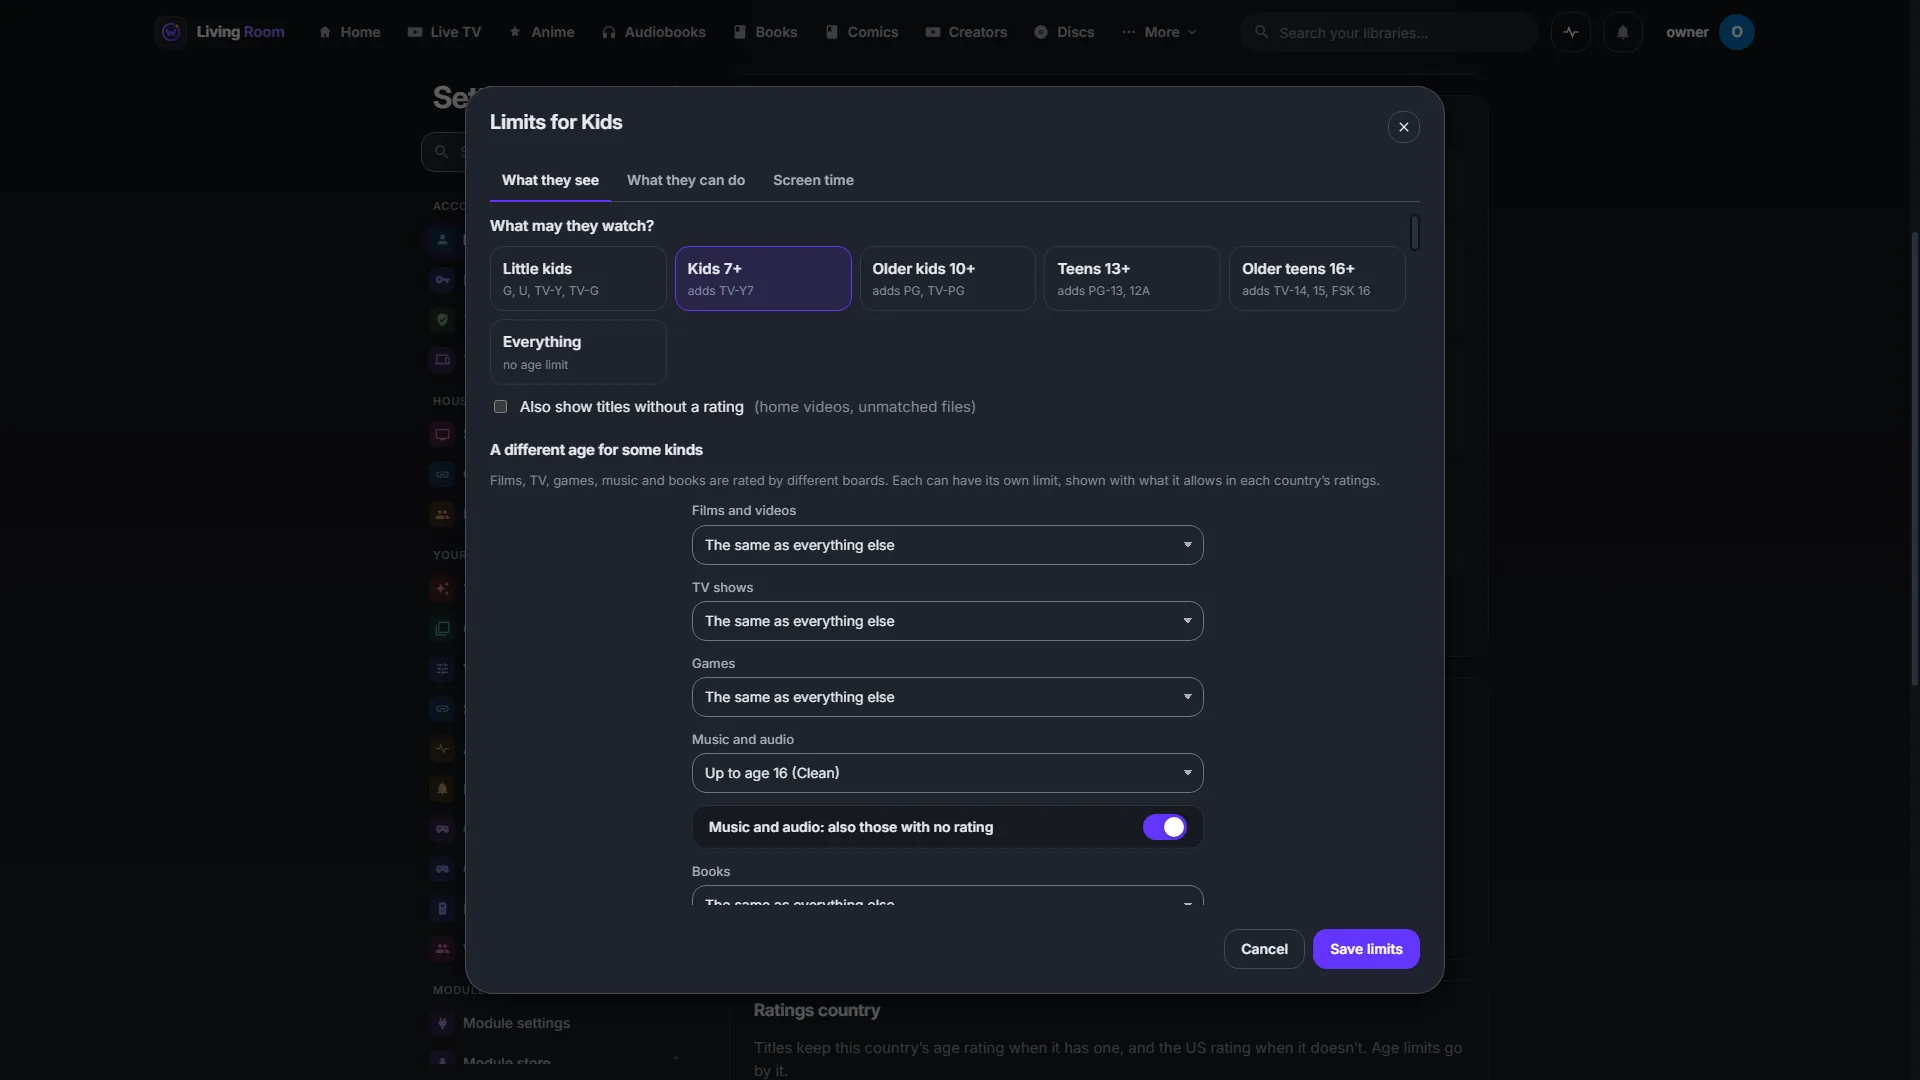 Living Room
Home
Live TV
Anime
Audiobooks
Books
Comics
Creators
Discs
More
Search your libraries...
owner
O
Limits for Kids
What they see
What they can do
Screen time
What may they watch?
Little kids
G, U, TV-Y, TV-G
Kids 7+
adds TV-Y7
Older kids 10+
adds PG, TV-PG
Teens 13+
adds PG-13, 12A
Older teens 16+
adds TV-14, 15, FSK 16
Everything
no age limit
Also show titles without a rating (home videos, unmatched files)
A different age for some kinds
Films, TV, games, music and books are rated by different boards. Each can have its own limit, shown with what it allows in each country’s ratings.
Films and videos
The same as everything else
TV shows
The same as everything else
Games
The same as everything else
Music and audio
Up to age 16 (Clean)
Music and audio: also those with no rating
Books
The same as everything else
Cancel
Save limits
Module settings
Module store
Ratings country
Titles keep this country’s age rating when it has one, and the US rating when it doesn’t. Age limits go
by it.